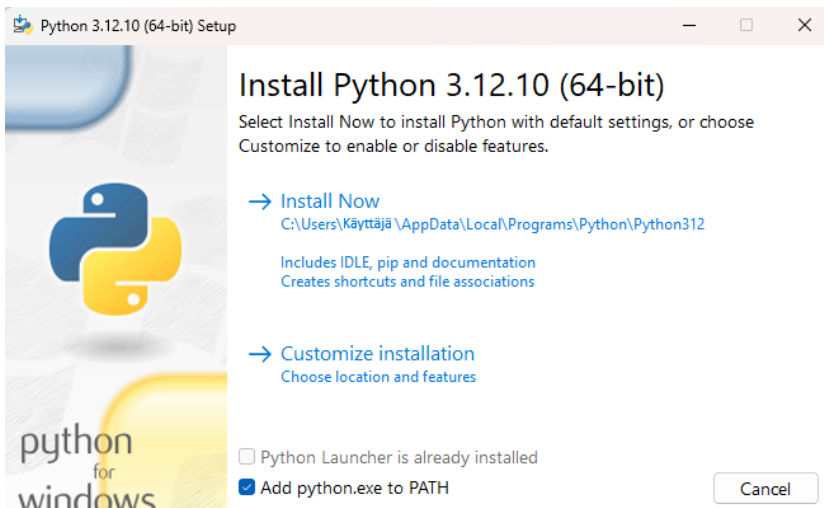 Python 3.12.10 (64-bit) Setup
Install Python 3.12.10 (64-bit)
Select Install Now to install Python with default settings, or choose
Customize to enable or disable features.
Install Now
C:\Users\Käyttäjä\AppData\Local\Programs\Python\Python312
Includes IDLE, pip and documentation
Creates shortcuts and file associations
Customize installation
Choose location and features
python
for
windows
Python Launcher is already installed
Add python.exe to PATH
Cancel